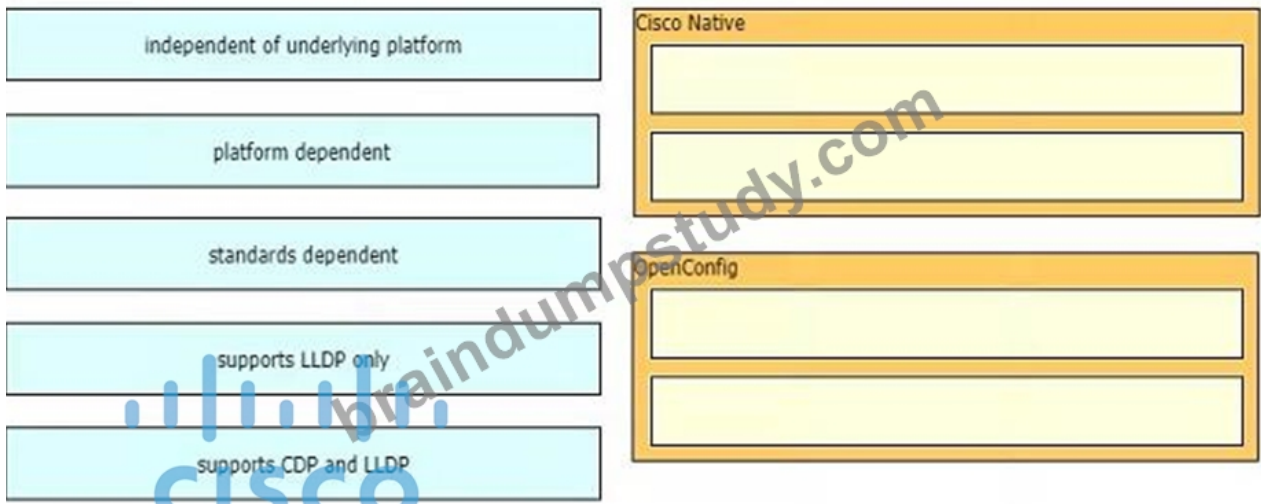 independent of underlying platform
platform dependent
standards dependent
supports LLDP only
supports CDP and LLDP
Cisco Native
OpenConfig
braindumpstudy.com
CISCO